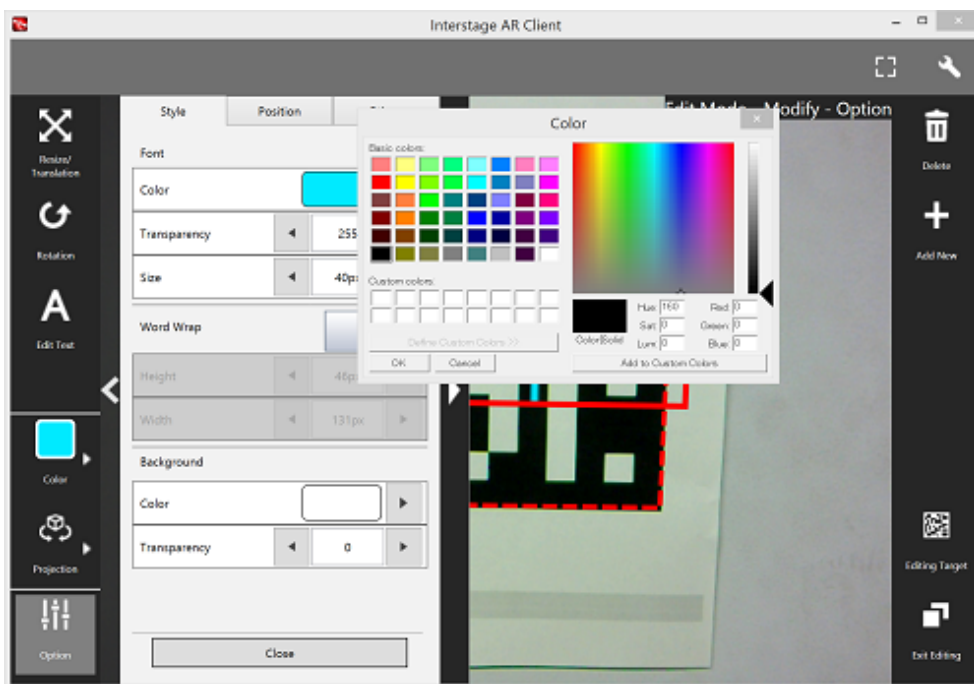 Interstage AR Client
Edit Mode - Modify - Option
Resize/
Translation
Rotation
Edit Text
Color
Projection
Option
Style
Position
Font
Color
Transparency
255
Size
40px
Word Wrap
Height
46px
Width
131px
Background
Color
Transparency
0
Close
Color
Basic colors:
Custom colors:
Define Custom Colors >>
OK
Cancel
Color|Solid
Hue: 160
Sat: 0
Lum: 0
Red: 0
Green: 0
Blue: 0
Add to Custom Colors
Delete
Add New
Editing Target
Exit Editing